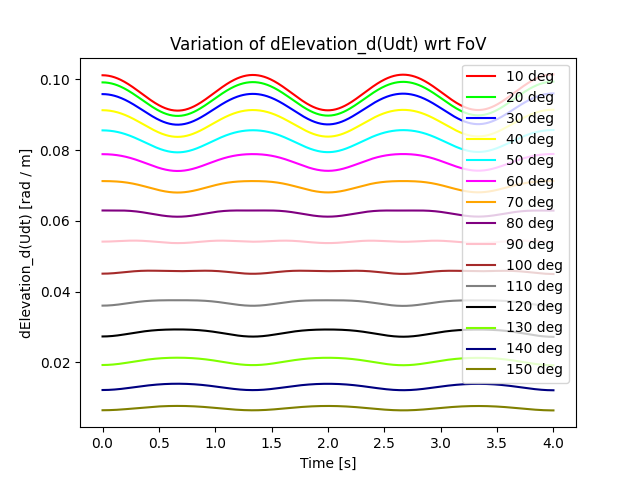 Variation of dElevation_d(Udt) wrt FoV
dElevation_d(Udt) [rad / m]
0.10
0.08
0.06
0.04
0.02
10 deg
20 deg
30 deg
40 deg
50 deg
60 deg
70 deg
80 deg
90 deg
100 deg
110 deg
120 deg
130 deg
140 deg
150 deg
0.0 0.5 1.0 1.5 2.0 2.5 3.0 3.5 4.0
Time [s]